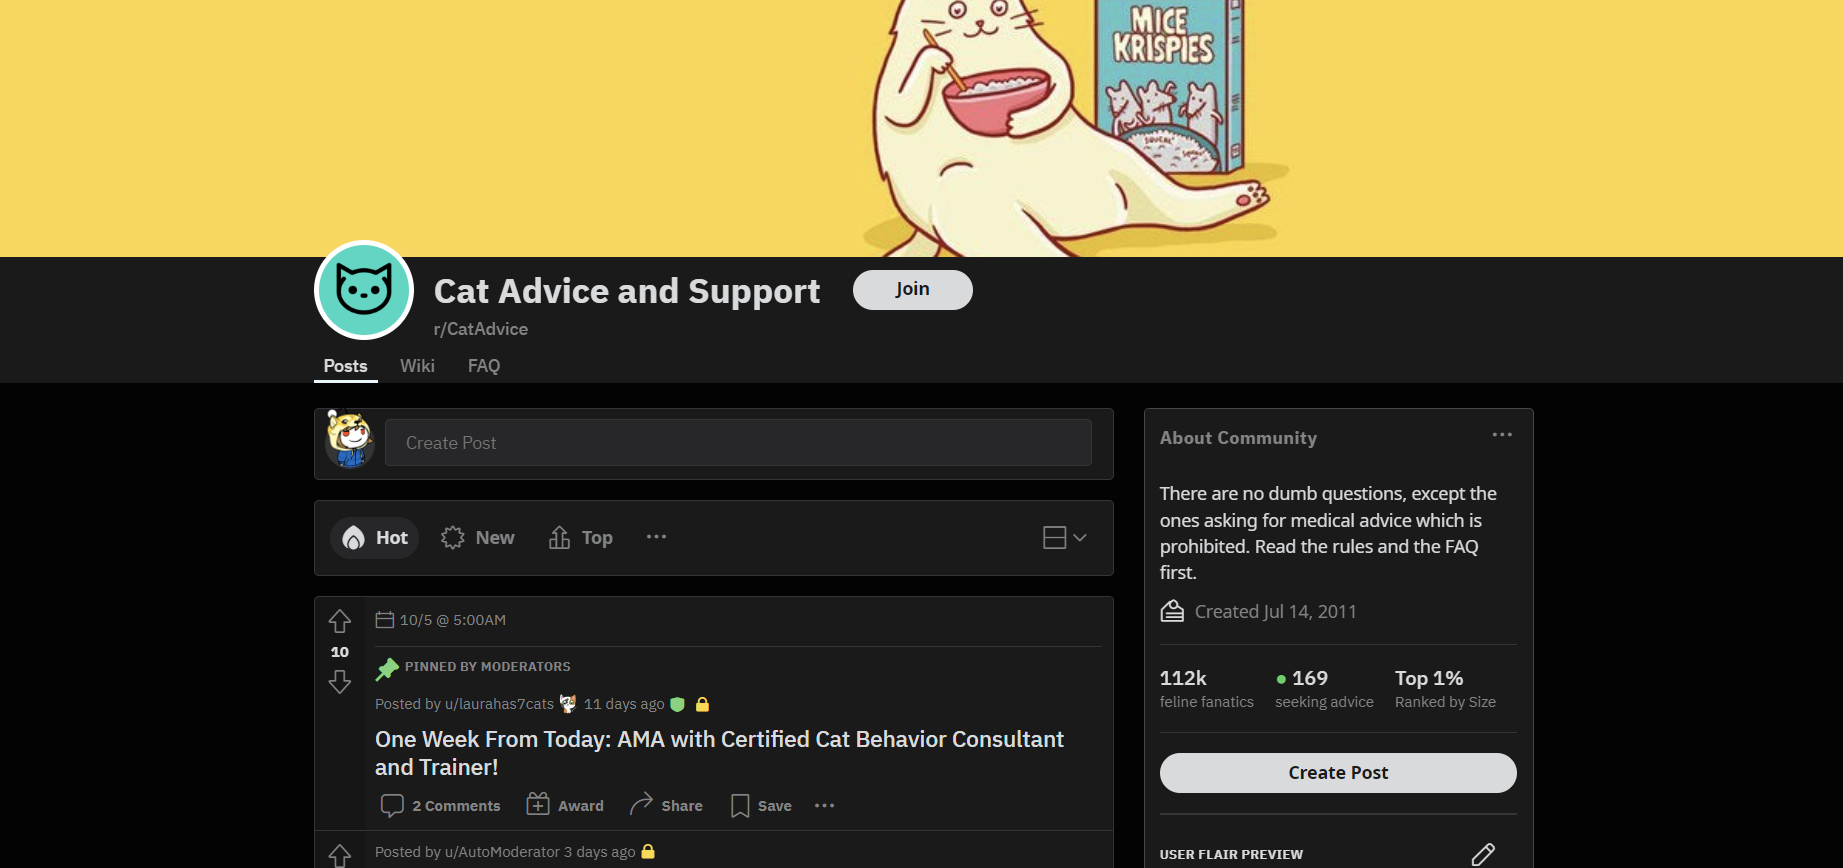 MICE
KRISPIES
SQUEAK
Cat Advice and Support
Join
r/CatAdvice
Posts
Wiki
FAQ
Create Post
Hot
New
Top
10/5 @ 5:00AM
10
PINNED BY MODERATORS
Posted by u/laurahas7cats 11 days ago
One Week From Today: AMA with Certified Cat Behavior Consultant
and Trainer!
2 Comments
Award
Share
Save
Posted by u/AutoModerator 3 days ago
About Community
There are no dumb questions, except the
ones asking for medical advice which is
prohibited. Read the rules and the FAQ
first.
Created Jul 14, 2011
112k
feline fanatics
169
seeking advice
Top 1%
Ranked by Size
Create Post
USER FLAIR PREVIEW